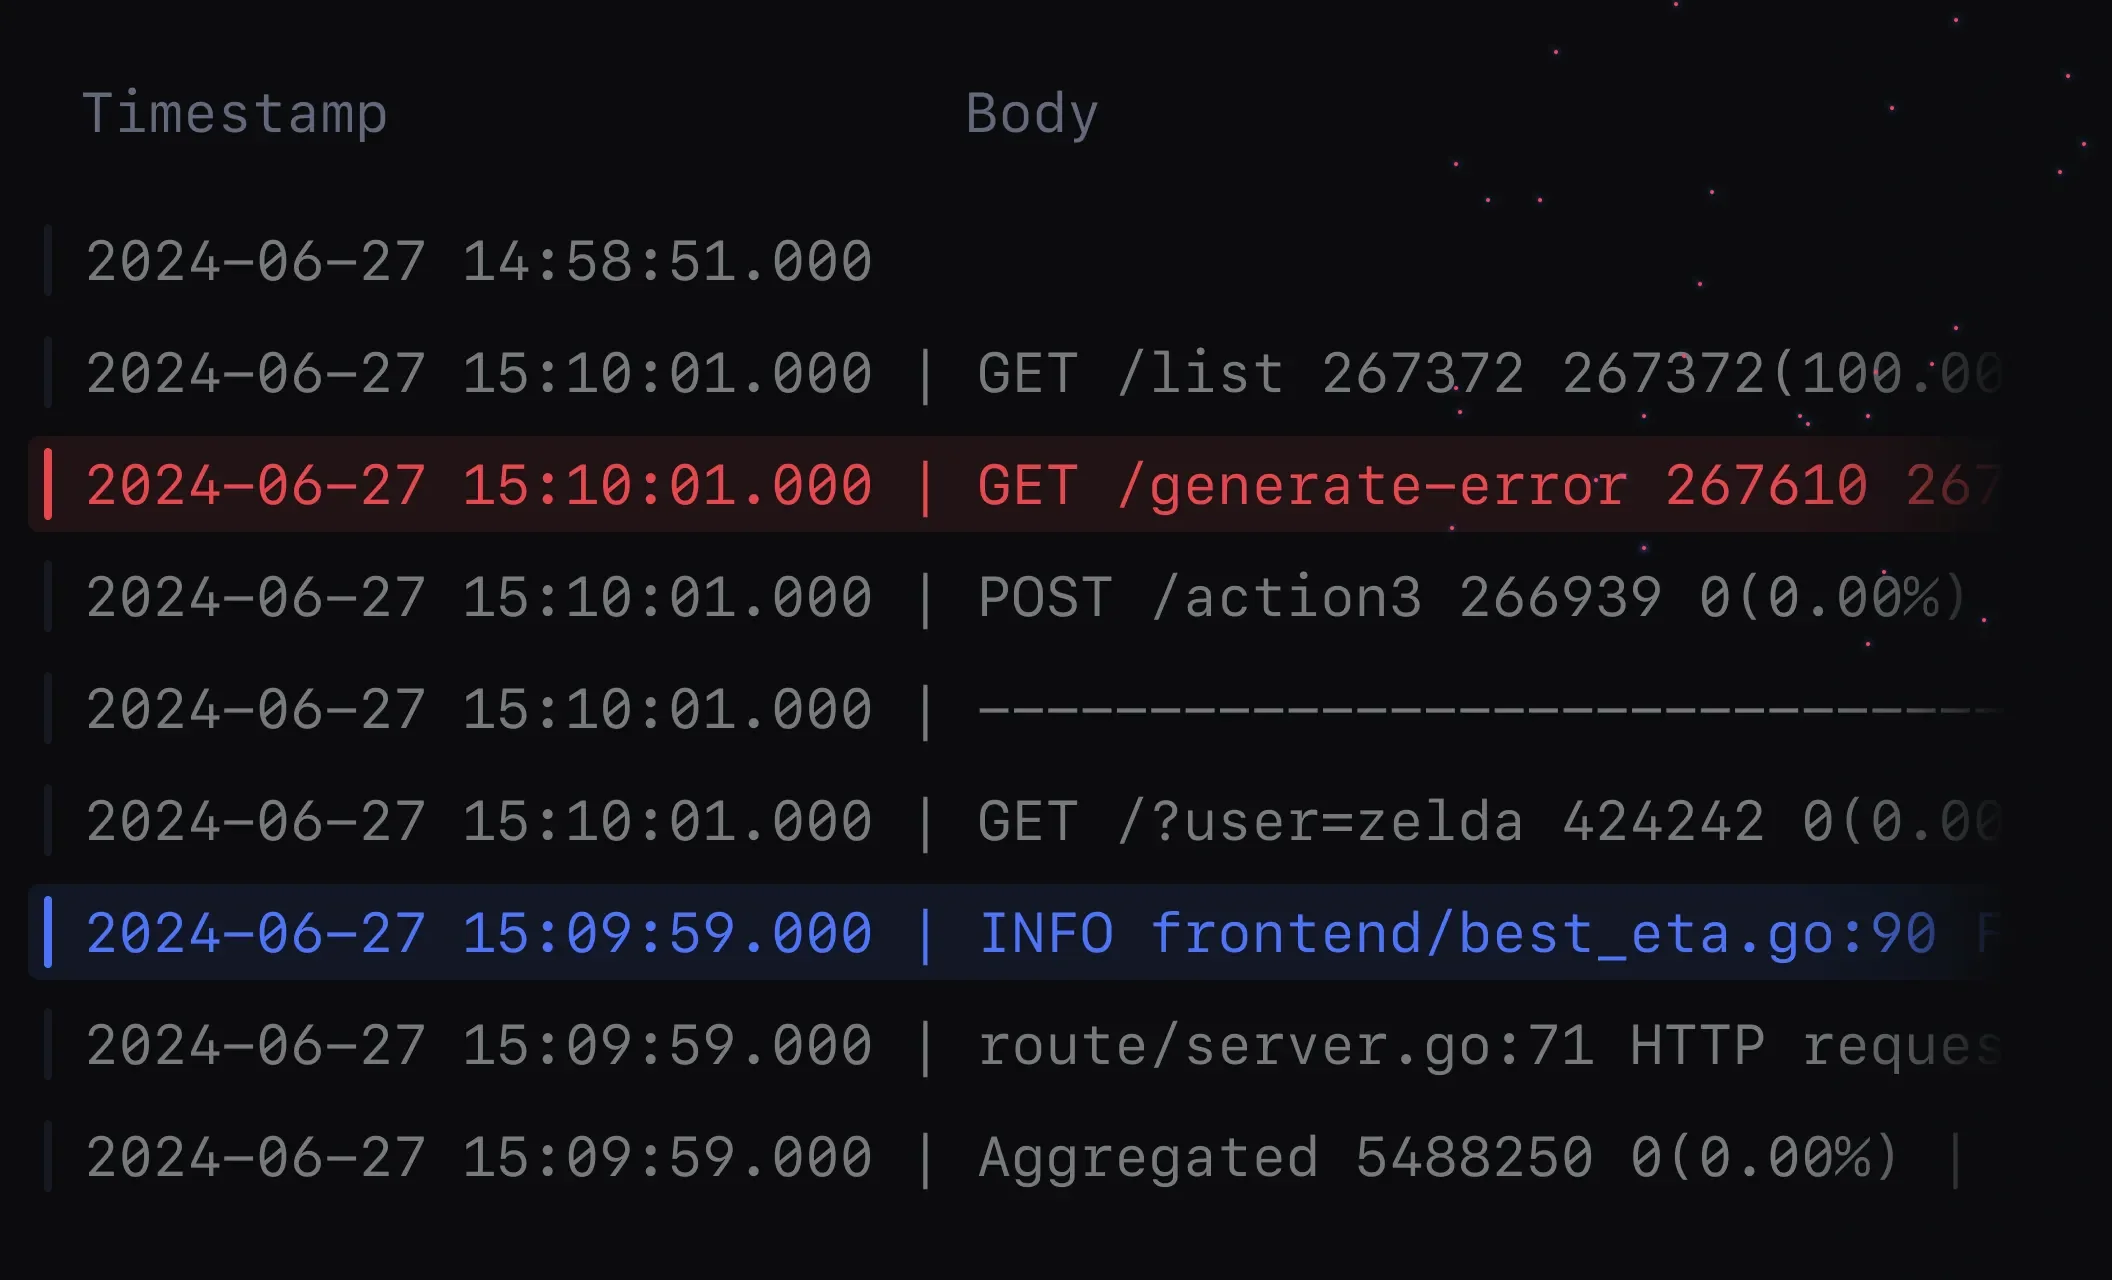 Timestamp Body
2024-06-27 14:58:51.000
2024-06-27 15:10:01.000 | GET /list 267372 267372(100.00
2024-06-27 15:10:01.000 | GET /generate-error 267610 267
2024-06-27 15:10:01.000 | POST /action3 266939 0(0.00%)
2024-06-27 15:10:01.000 | ------------------------------
2024-06-27 15:10:01.000 | GET /?user=zelda 424242 0(0.00
2024-06-27 15:09:59.000 | INFO frontend/best_eta.go:90 F
2024-06-27 15:09:59.000 | route/server.go:71 HTTP reques
2024-06-27 15:09:59.000 | Aggregated 5488250 0(0.00%) |